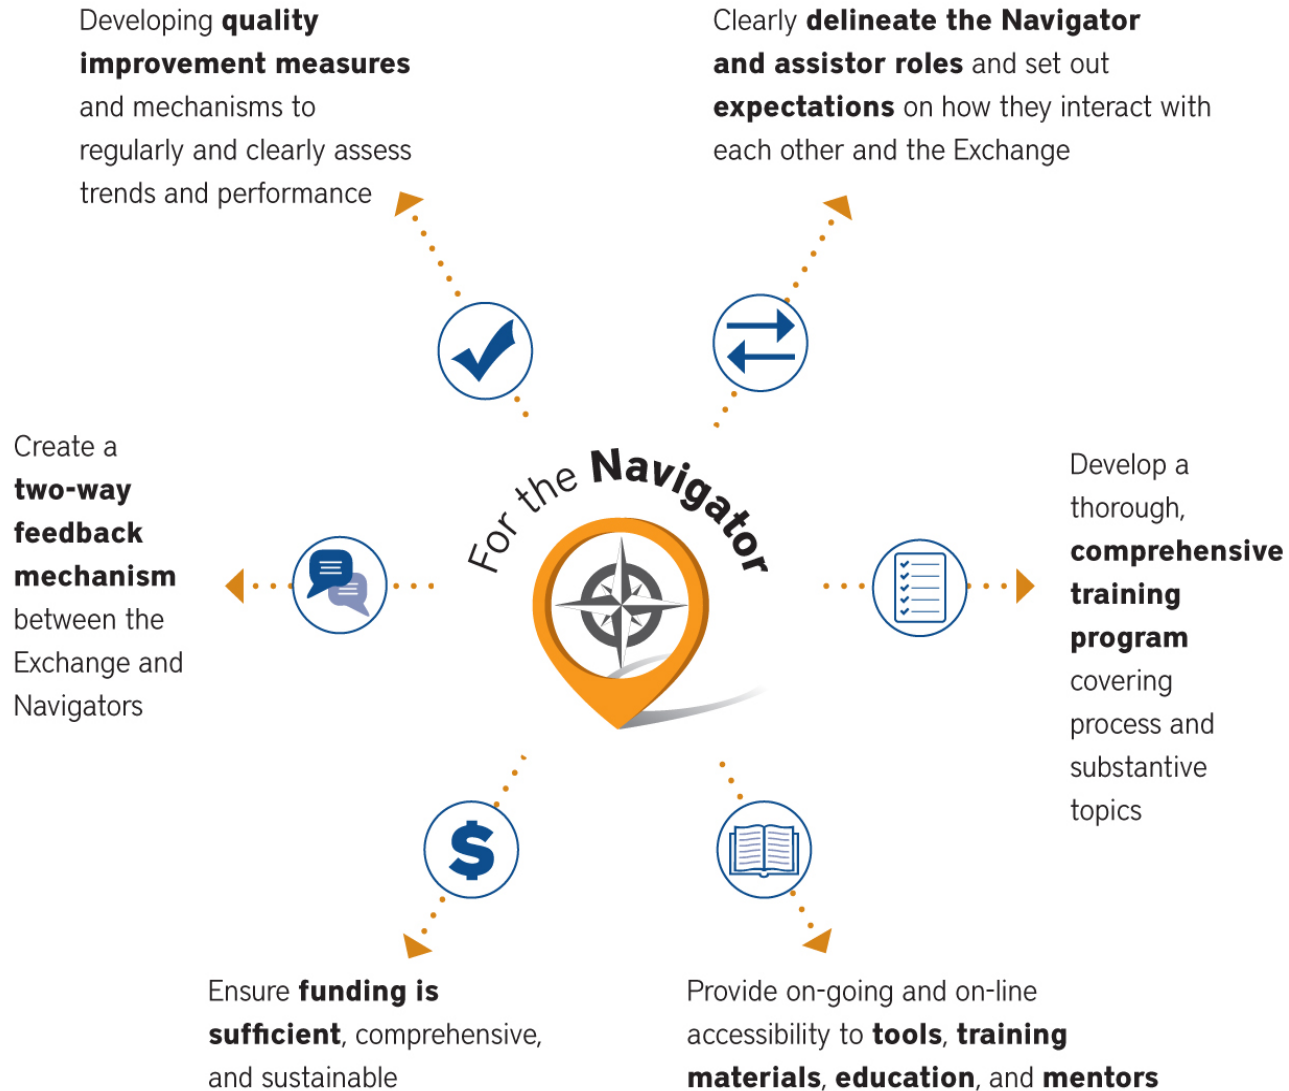 Developing quality
improvement measures
and mechanisms to
regularly and clearly assess
trends and performance
Clearly delineate the Navigator
and assistor roles and set out
expectations on how they interact with
each other and the Exchange
Create a
two-way
feedback
mechanism
between the
Exchange and
Navigators
For the Navigator
Develop a
thorough,
comprehensive
training
program
covering
process and
substantive
topics
$
Ensure funding is
sufficient, comprehensive,
and sustainable
Provide on-going and on-line
accessibility to tools, training
materials, education, and mentors